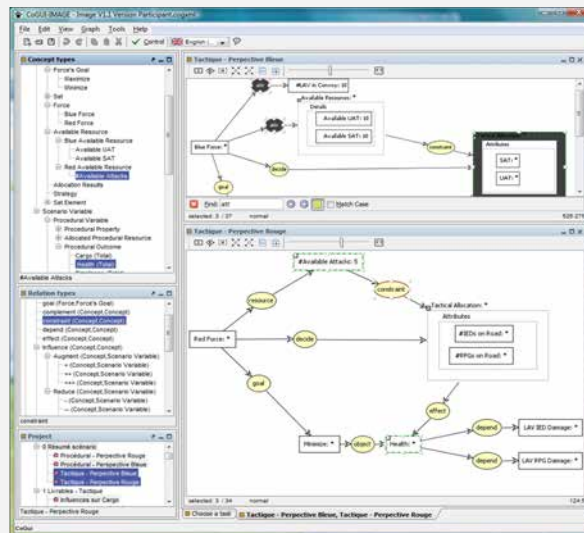 CoGUI-IMAGE - Image V1.1 Version Participant.cogxml
File Edit View Graph Tools Help
Control English
Concept types
Force's Goal
Maximize
Minimize
Set
Force
Blue Force
Red Force
Available Resource
Blue Available Resource
Available UAT
Available SAT
Red Available Resource
#Available Attacks
Allocation Results
Strategy
Set Element
Scenario Variable
Procedural Variable
Procedural Property
Allocated Procedural Resource
Procedural Outcome
Cargo (Total)
Health (Total)
#Available Attacks
Relation types
goal (Force,Force's Goal)
complement (Concept,Concept)
constraint (Concept,Concept)
depend (Concept,Concept)
effect (Concept,Concept)
Influence (Concept,Scenario Variable)
Augment (Concept,Scenario Variable)
+ (Concept,Scenario Variable)
++ (Concept,Scenario Variable)
+++ (Concept,Scenario Variable)
Reduce (Concept,Scenario Variable)
- (Concept,Scenario Variable)
-- (Concept,Scenario Variable)
constraint
Project
0 Résumé scénario
Procédural - Perpective Rouge
Procédural - Perspective Bleue
Tactique - Perpective Bleue
Tactique - Perpective Rouge
1 Livrables - Tactique
Influences sur Cargo
Tactique - Perpective Rouge
CoGui
Tactique - Perpective Bleue
attr
#LAV in Convoy: 10
Available Resources: *
Details
Available UAT: 10
Available SAT: 10
attr
Blue Force: *
constraint
decide
goal
Attributes
SAT: *
UAT: *
Find: attr
Match Case
selected: 3 / 37 normal
Tactique - Perpective Rouge
#Available Attacks: 5
resource
constraint
Tactical Allocation: *
Attributes
#IEDs on Road: *
#RPGs on Road: *
Red Force: *
decide
goal
effect
Minimize: *
object
Health: *
depend
LAV IED Damage: *
depend
LAV RPG Damage: *
selected: 3 / 34 normal
Choose a task
Tactique - Perpective Bleue, Tactique - Perpective Rouge